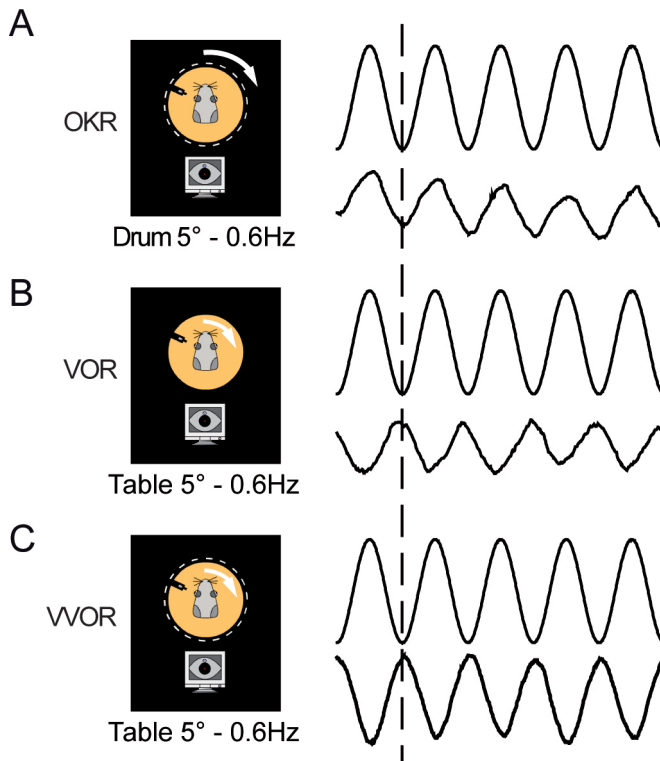 A
OKR
Drum 5° - 0.6Hz
B
VOR
Table 5° - 0.6Hz
C
VVOR
Table 5° - 0.6Hz